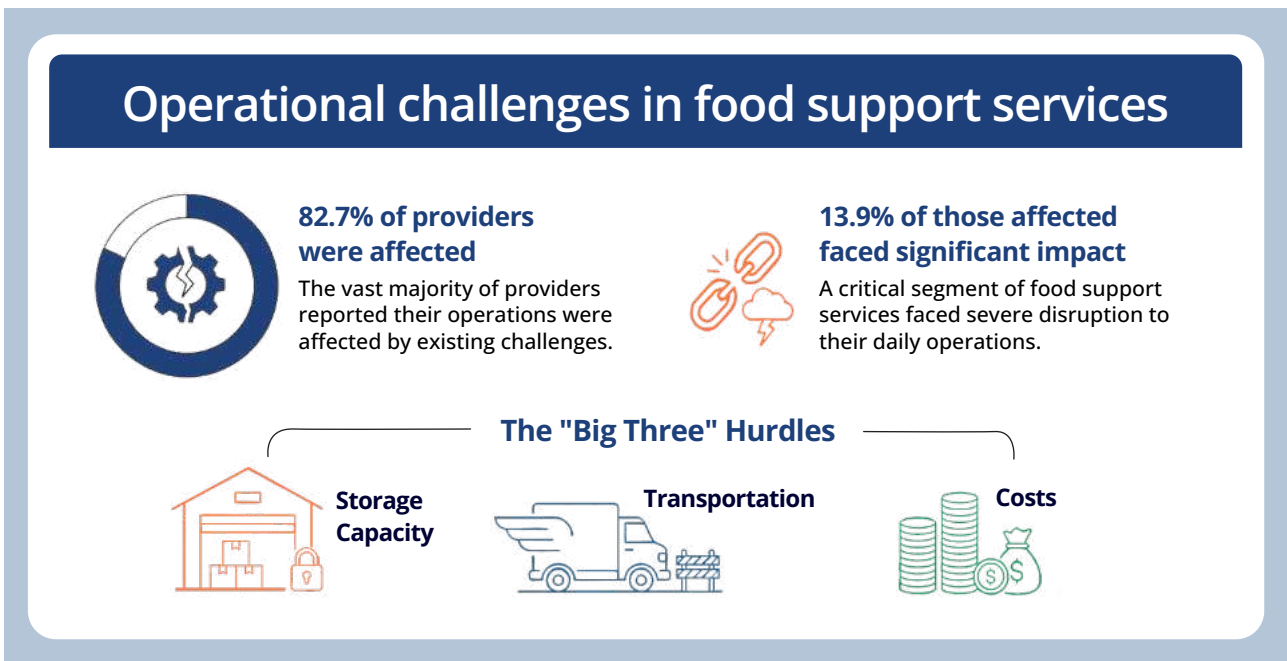 Operational challenges in food support services
82.7% of providers
were affected
The vast majority of providers
reported their operations were
affected by existing challenges.
13.9% of those affected
faced significant impact
A critical segment of food support
services faced severe disruption to
their daily operations.
The "Big Three" Hurdles
Storage
Capacity
Transportation
Costs
$
$